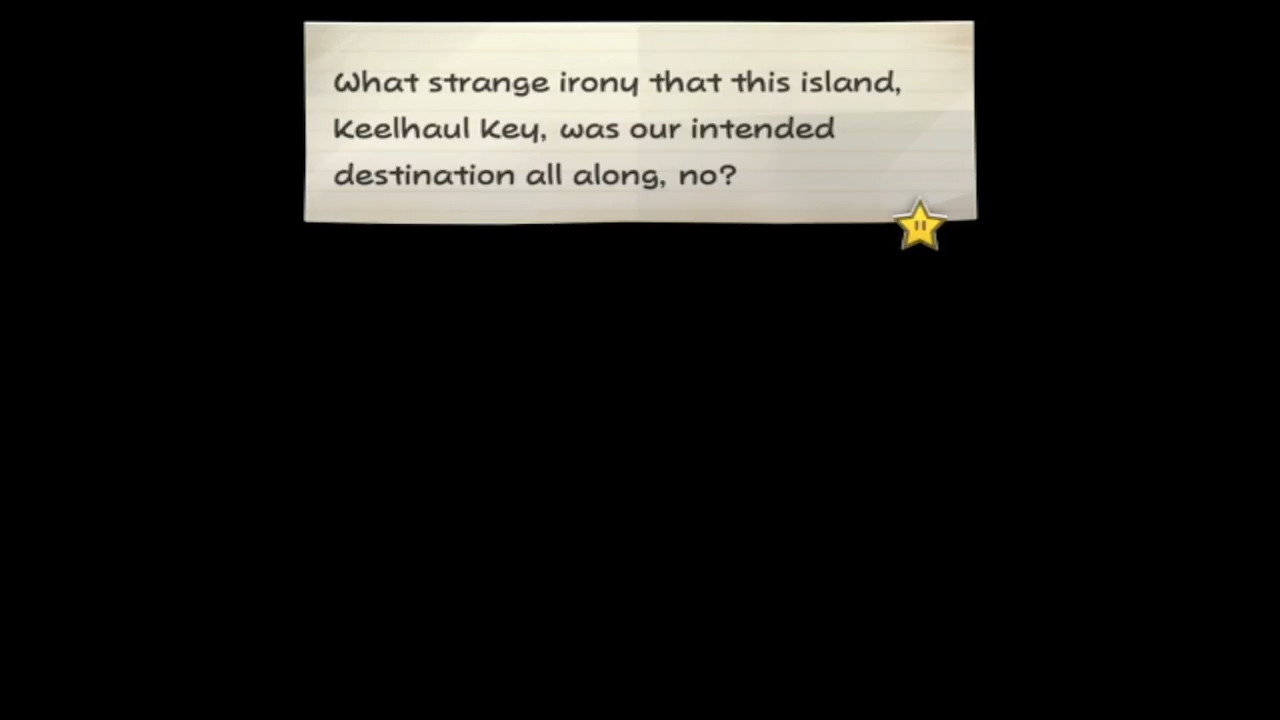 What strange irony that this island,
Keelhaul Key, was our intended
destination all along, no?